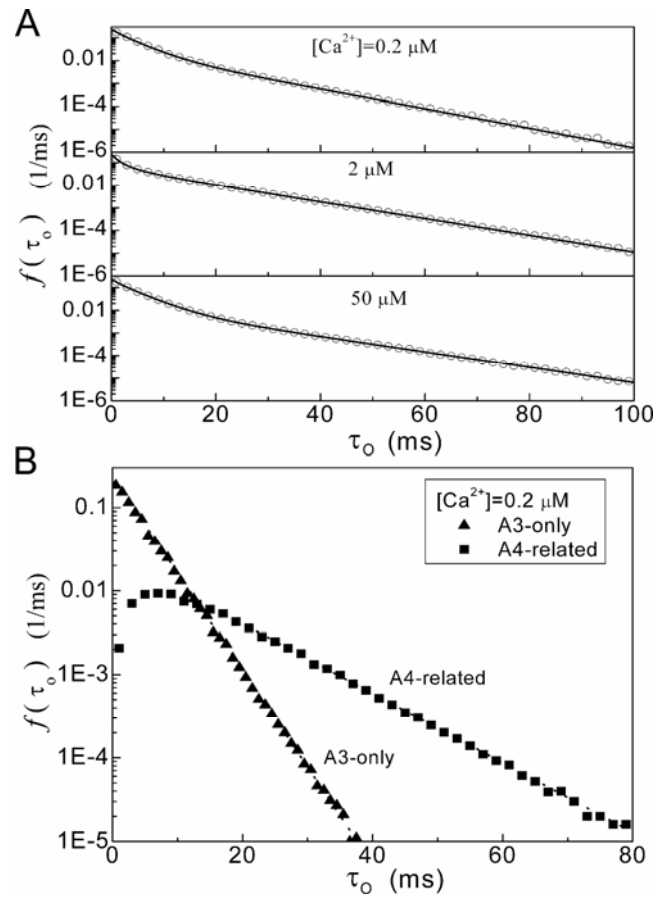 A
[Ca2+]=0.2 µM
0.01
1E-4
1E-6
2 µM
0.01
1E-4
1E-6
50 µM
0.01
1E-4
1E-6
f(τo) (1/ms)
0 20 40 60 80 100
τO (ms)
B
[Ca2+]=0.2 µM
A3-only
A4-related
0.1
0.01
1E-3
1E-4
1E-5
f(τo) (1/ms)
A4-related
A3-only
0 20 40 60 80
τO (ms)